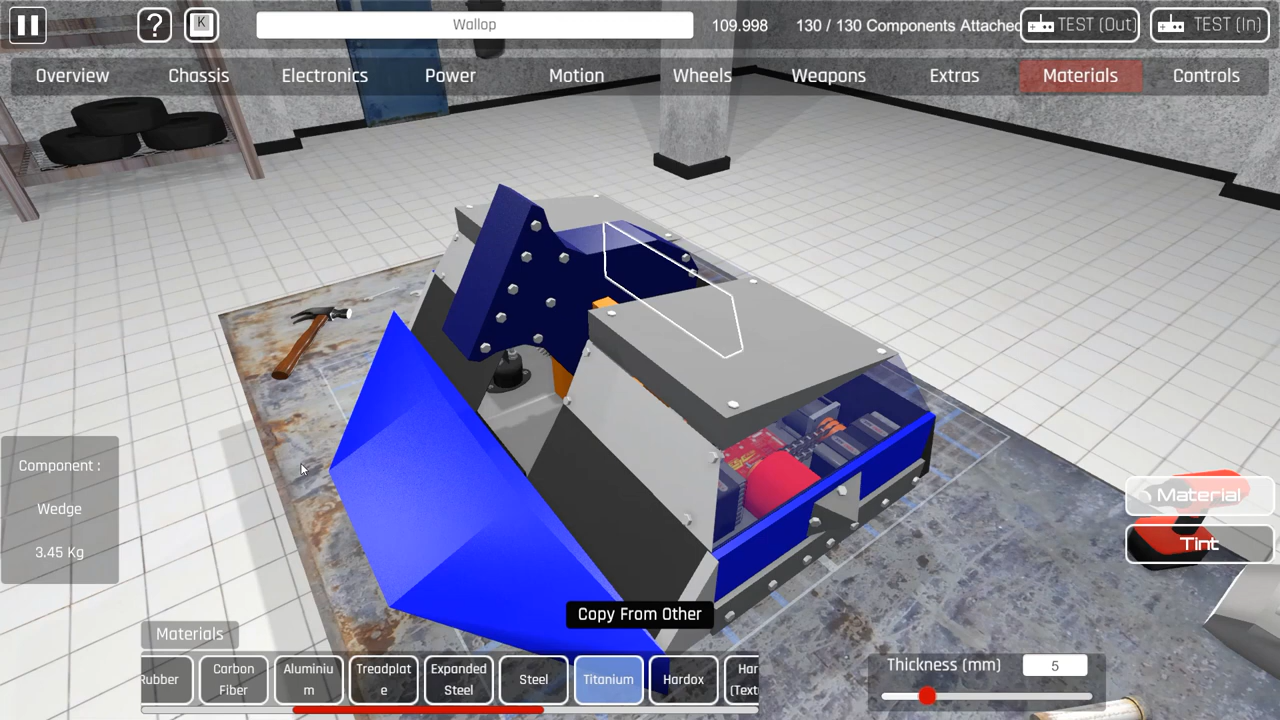 ?
K
Wallop
109.998
130 / 130 Components Attached
TEST (Out)
TEST (In)
Overview
Chassis
Electronics
Power
Motion
Wheels
Weapons
Extras
Materials
Controls
Component :
Wedge
3.45 Kg
Material
Tint
Copy From Other
Materials
Rubber
Carbon
Fiber
Aluminiu
m
Treadplat
e
Expanded
Steel
Steel
Titanium
Hardox
Har
(Text
Thickness (mm)
5